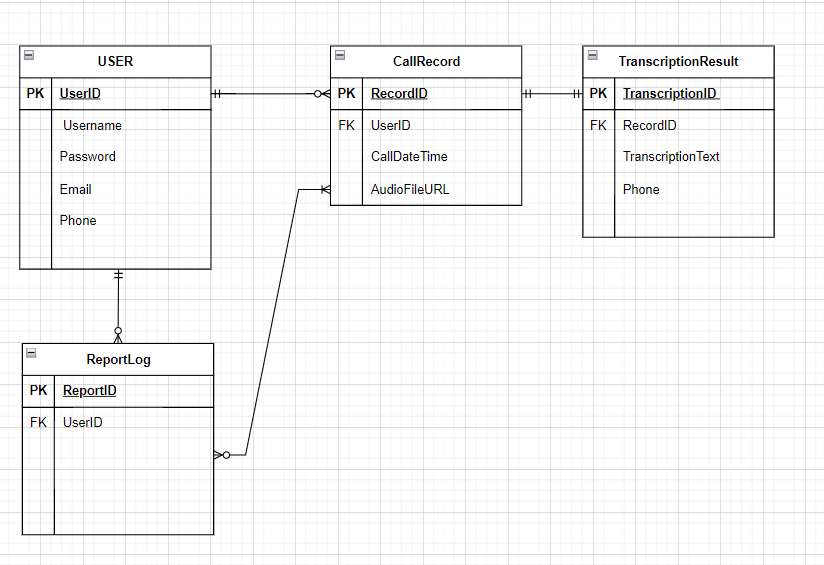 USER
PK UserID
Username
Password
Email
Phone
CallRecord
PK RecordID
FK UserID
CallDateTime
AudioFileURL
TranscriptionResult
PK TranscriptionID
FK RecordID
TranscriptionText
Phone
ReportLog
PK ReportID
FK UserID